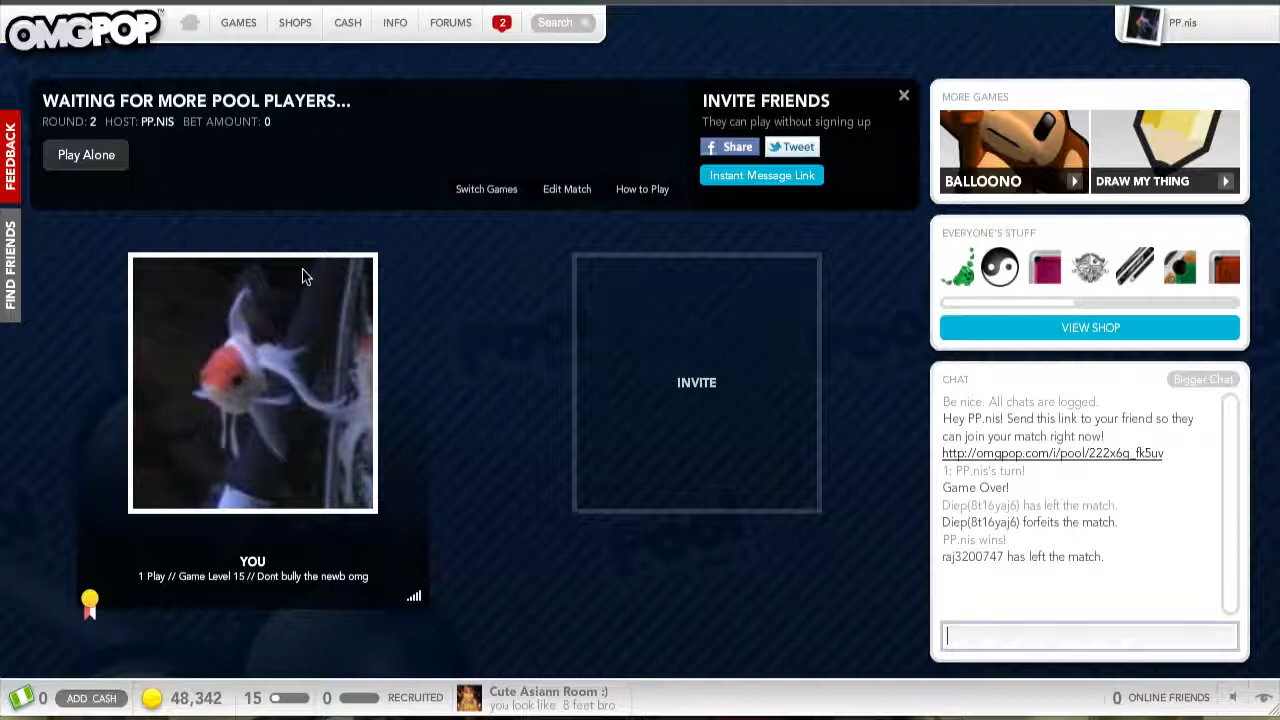 OMGPOP™
GAMES SHOPS CASH INFO FORUMS 2 Search
PP.nis
FEEDBACK
FIND FRIENDS
WAITING FOR MORE POOL PLAYERS...
ROUND: 2 HOST: PP.NIS BET AMOUNT: 0
Play Alone
Switch Games Edit Match How to Play
INVITE FRIENDS
They can play without signing up
f Share Tweet
Instant Message Link
INVITE
YOU
1 Play // Game Level 15 // Dont bully the newb omg
MORE GAMES
BALLOONO DRAW MY THING
EVERYONE'S STUFF
VIEW SHOP
CHAT Bigger Chat
Be nice. All chats are logged.
Hey PP.nis! Send this link to your friend so they
can join your match right now!
http://omgpop.com/i/pool/222x6g_fk5uv
1: PP.nis's turn!
Game Over!
Diep(8t16yaj6) has left the match.
Diep(8t16yaj6) forfeits the match.
PP.nis wins!
raj3200747 has left the match.
0 ADD CASH 48,342 15 0 RECRUITED
Cute Asiann Room :)
you look like 8 feet bro
0 ONLINE FRIENDS